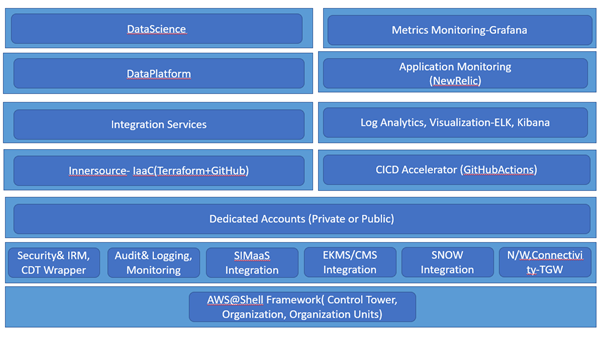 DataScience
Metrics Monitoring-Grafana
DataPlatform
Application Monitoring
(NewRelic)
Integration Services
Log Analytics, Visualization-ELK, Kibana
Innersource- IaaC(Terraform+GitHub)
CICD Accelerator (GitHubActions)
Dedicated Accounts (Private or Public)
Security& IRM,
CDT Wrapper
Audit& Logging,
Monitoring
SIMaaS
Integration
EKMS/CMS
Integration
SNOW
Integration
N/W,Connectivi
ty-TGW
AWS@Shell Framework( Control Tower,
Organization, Organization Units)